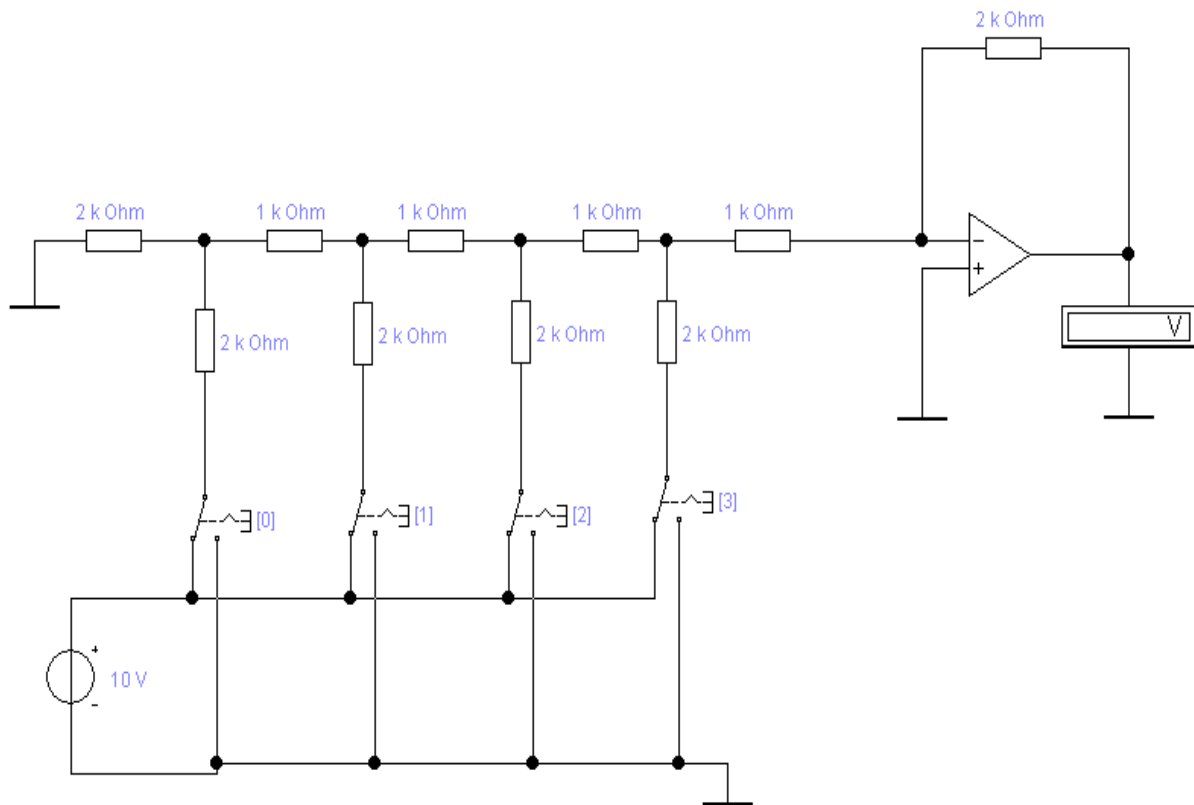 2 k Ohm
2 k Ohm
1 k Ohm
1 k Ohm
1 k Ohm
1 k Ohm
2 k Ohm
2 k Ohm
2 k Ohm
2 k Ohm
−
+
V
[0]
[1]
[2]
[3]
+
10 V
−